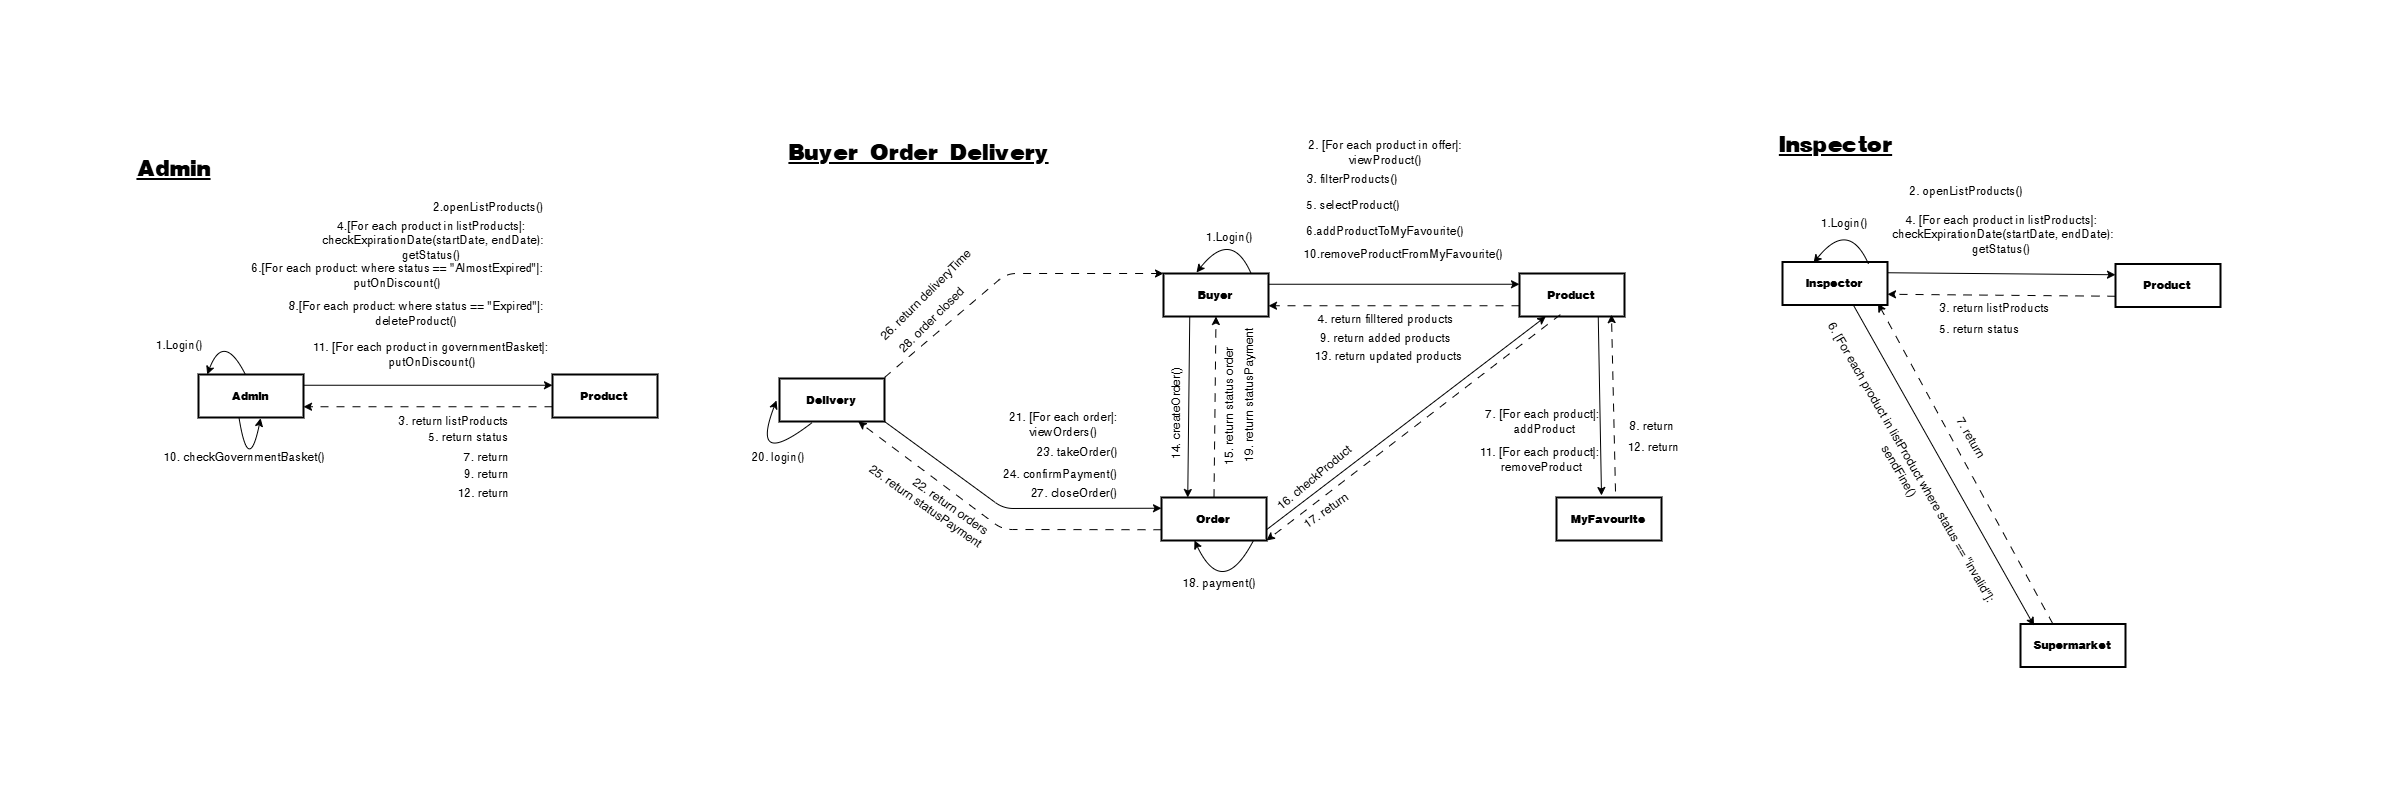 Admin
2.openListProducts()
4.[For each product in listProducts]:
checkExpirationDate(startDate, endDate):
getStatus()
6.[For each product: where status == "AlmostExpired"]:
putOnDiscount()
8.[For each product: where status == "Expired"]:
deleteProduct()
11. [For each product in governmentBasket]:
putOnDiscount()
1.Login()
Admin
Product
3. return listProducts
5. return status
7. return
9. return
12. return
10. checkGovernmentBasket()
Buyer Order Delivery
2. [For each product in offer]:
viewProduct()
3. filterProducts()
5. selectProduct()
6.addProductToMyFavourite()
10.removeProductFromMyFavourite()
1.Login()
Buyer
Product
4. return filltered products
9. return added products
13. return updated products
26. return deliveryTime
28. order closed
Delivery
20. login()
21. [For each order]:
viewOrders()
23. takeOrder()
24. confirmPayment()
27. closeOrder()
22. return orders
25. return statusPayment
14. createOrder()
15. return status order
19. return statusPayment
16. checkProduct
17. return
7. [For each product]:
addProduct
11. [For each product]:
removeProduct
8. return
12. return
Order
MyFavourite
18. payment()
Inspector
2. openListProducts()
4. [For each product in listProducts]:
checkExpirationDate(startDate, endDate):
getStatus()
1.Login()
Inspector
Product
3. return listProducts
5. return status
6. [For each product in listProduct where status == "invalid"]:
sendFine()
7. return
Supermarket